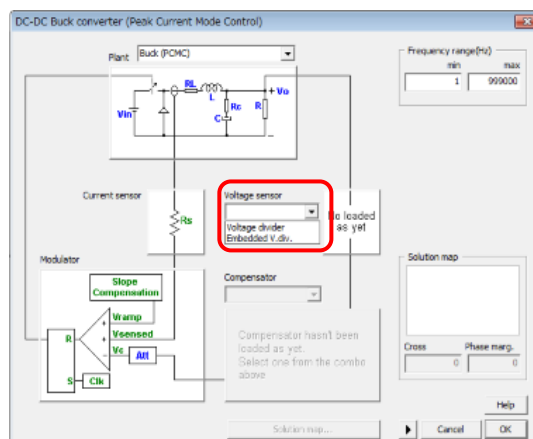 DC-DC Buck converter (Peak Current Mode Control)
Plant
Buck (PCMC)
Frequency range(Hz)
min max
1 999000
RL
L
+ Vo
Vin
Rc
R
C
Current sensor
Rs
Voltage sensor
Voltage divider
Embedded V.div.
No loaded
as yet
Modulator
Slope
Compensation
Vramp
Vsensed
Vc
Att
R
S
Clk
Compensator
Compensator hasn't been
loaded as yet.
Select one from the combo
above
Solution map
Cross Phase marg.
0 0
Help
Solution map...
Cancel
OK